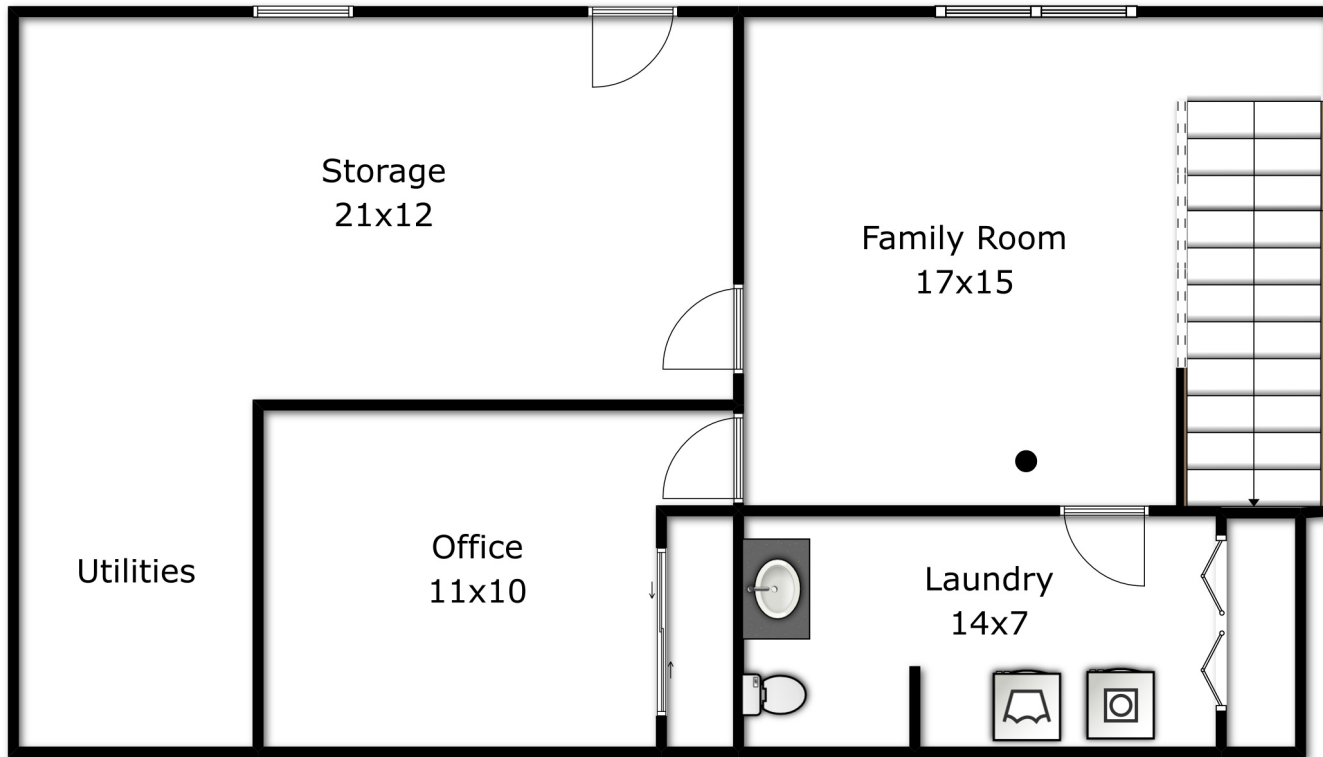 Storage
21x12
Family Room
17x15
Utilities
Office
11x10
Laundry
14x7